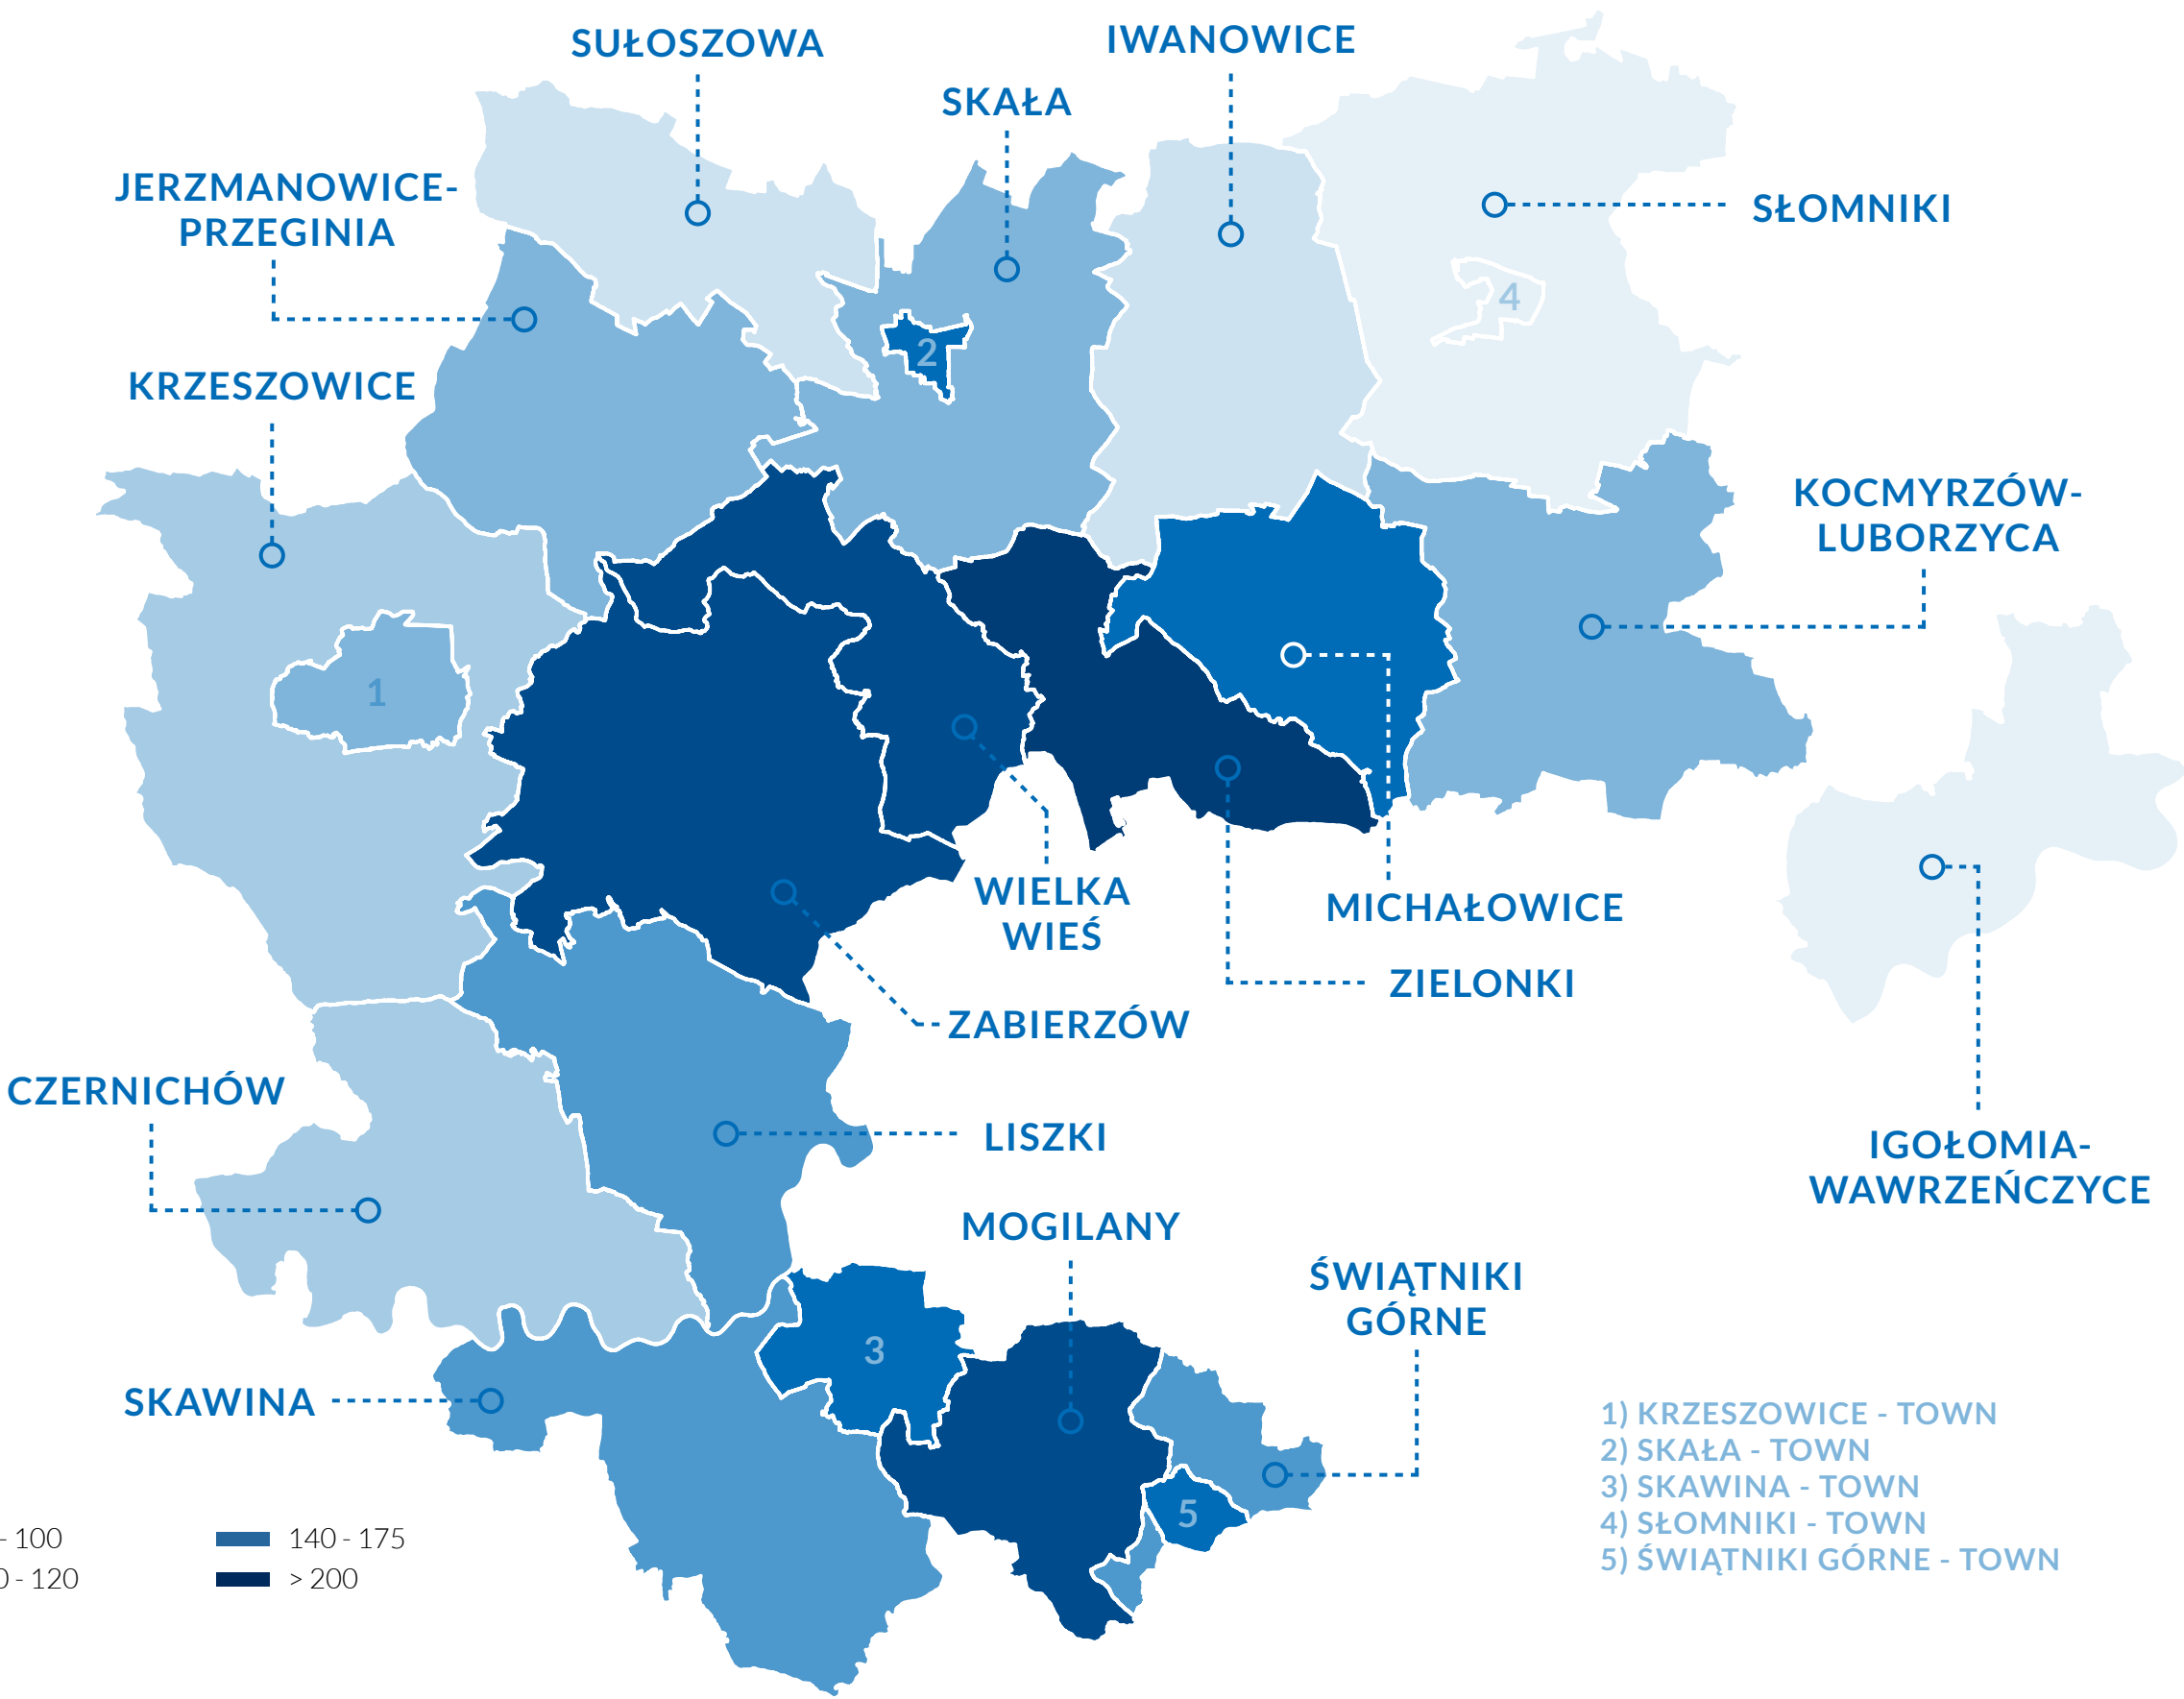 SUŁOSZOWA
IWANOWICE
SKAŁA
JERZMANOWICE-
PRZEGINIA
SŁOMNIKI
4
2
KRZESZOWICE
KOCMYRZÓW-
LUBORZYCA
1
WIELKA
WIEŚ
MICHAŁOWICE
ZIELONKI
ZABIERZÓW
CZERNICHÓW
LISZKI
IGOŁOMIA-
WAWRZEŃCZYCE
MOGILANY
ŚWIĄTNIKI
GÓRNE
3
SKAWINA
5
1) KRZESZOWICE - TOWN
2) SKAŁA - TOWN
3) SKAWINA - TOWN
4) SŁOMNIKI - TOWN
5) ŚWIĄTNIKI GÓRNE - TOWN
- 100
140 - 175
0 - 120
> 200